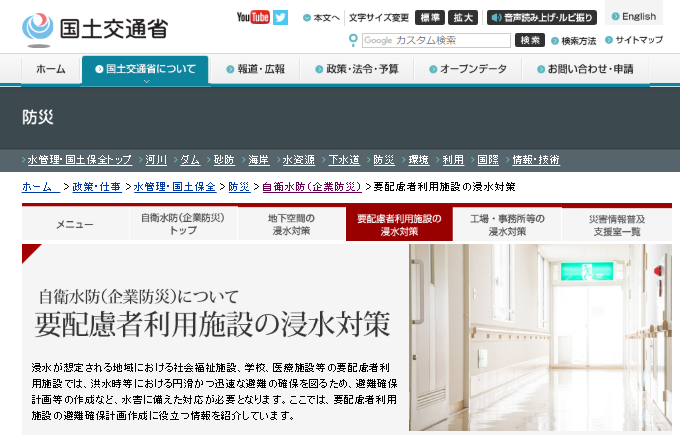 国土交通省
YouTube
本文へ
文字サイズ変更
標準
拡大
音声読み上げ・ルビ振り
English
Google カスタム検索
検索
検索方法
サイトマップ
ホーム
国土交通省について
報道・広報
政策・法令・予算
オープンデータ
お問い合わせ・申請
防災
水管理・国土保全トップ
河川
ダム
砂防
海岸
水資源
下水道
防災
環境
利用
国際
情報・技術
ホーム > 政策・仕事 > 水管理・国土保全 > 防災 > 自衛水防(企業防災) > 要配慮者利用施設の浸水対策
メニュー
自衛水防(企業防災)
トップ
地下空間の
浸水対策
要配慮者利用施設の
浸水対策
工場・事務所等の
浸水対策
災害情報普及
支援室一覧
自衛水防(企業防災)について
要配慮者利用施設の浸水対策
浸水が想定される地域における社会福祉施設、学校、医療施設等の要配慮者利
用施設では、洪水時等における円滑かつ迅速な避難の確保を図るため、避難確保
計画等の作成など、水害に備えた対応が必要となります。ここでは、要配慮者利用
施設の避難確保計画作成に役立つ情報を紹介しています。